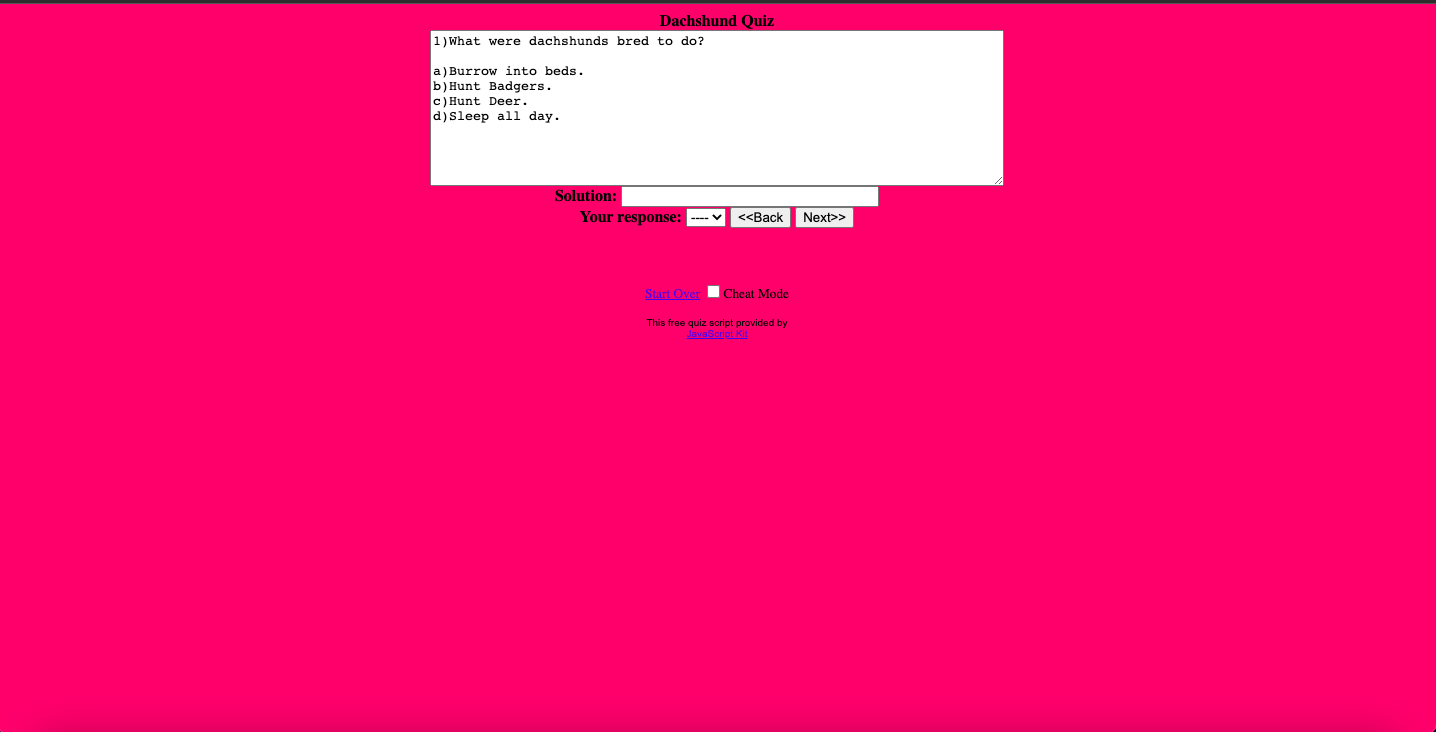 Dachshund Quiz
1)What were dachshunds bred to do?
a)Burrow into beds.
b)Hunt Badgers.
c)Hunt Deer.
d)Sleep all day.
Solution:
Your response: ---- <<Back Next>>
Start Over Cheat Mode
This free quiz script provided by
JavaScript Kit